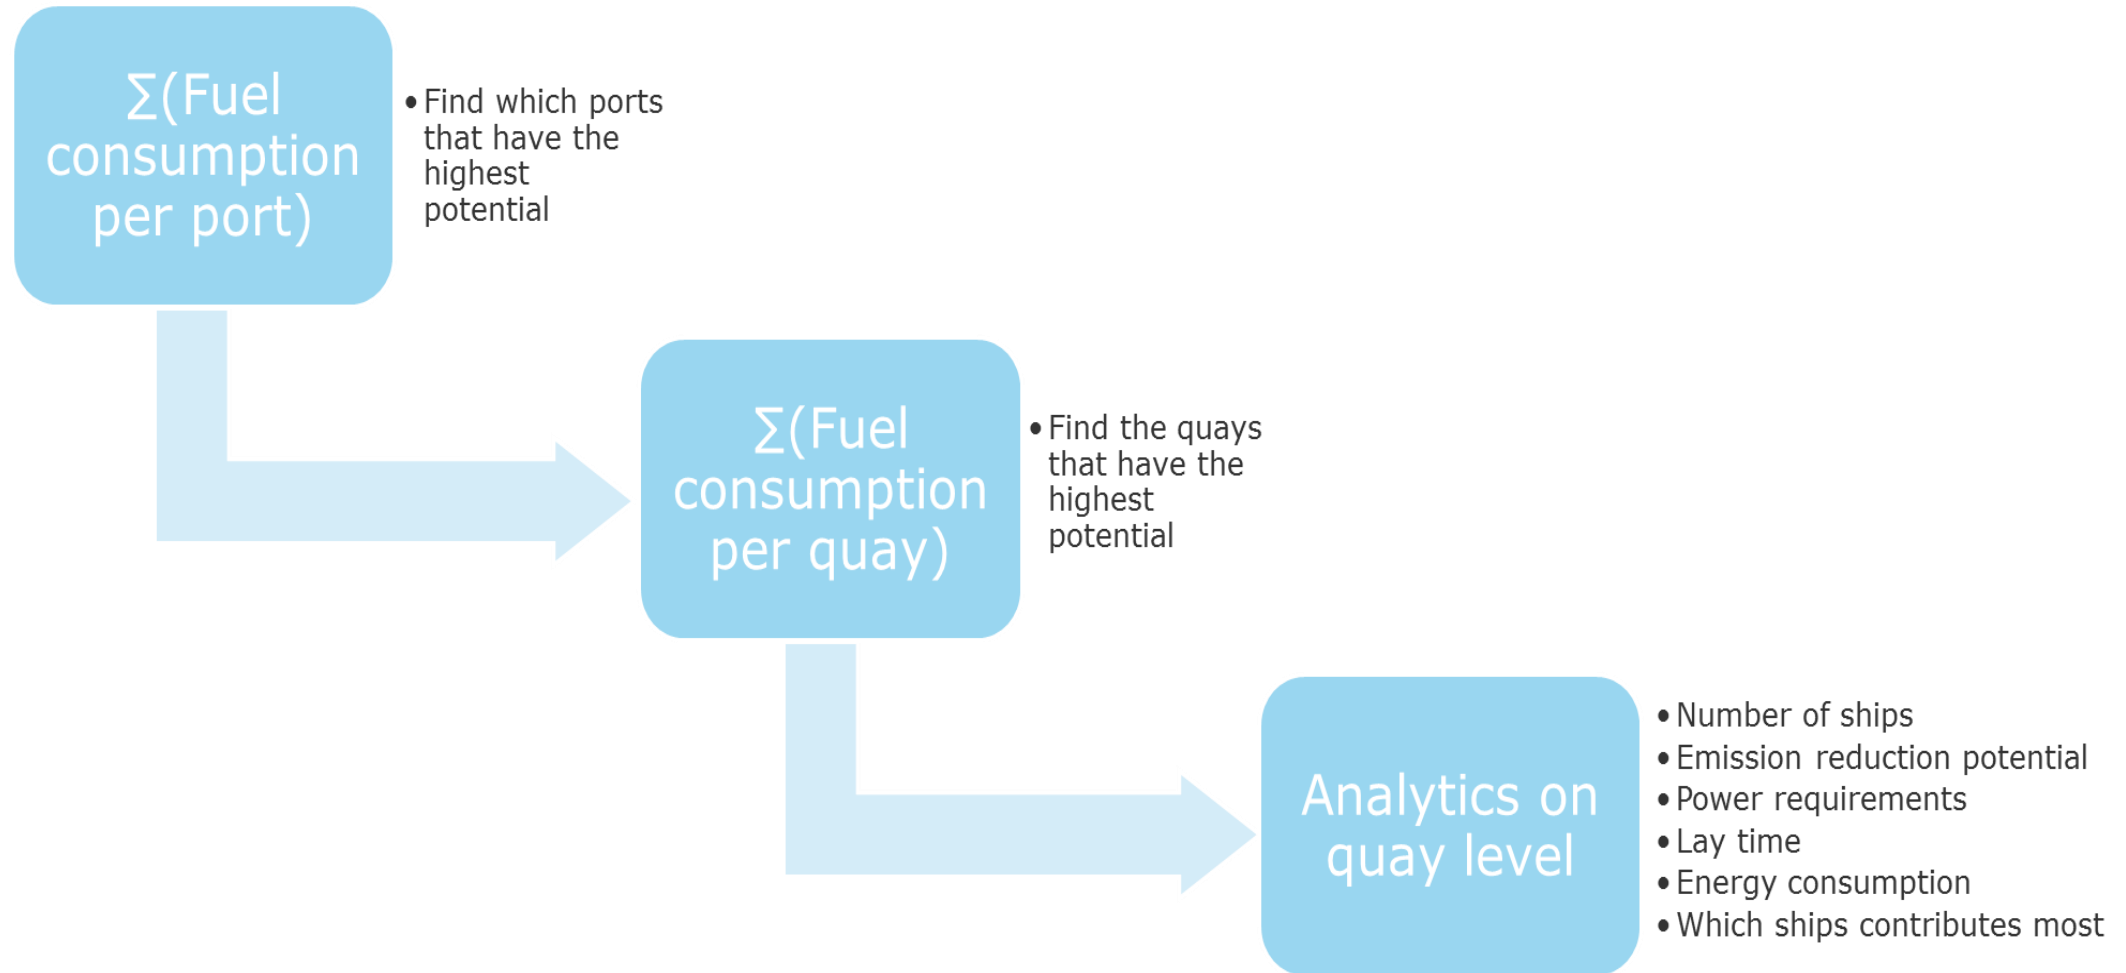 ∑(Fuel
consumption
per port)
•Find which ports
that have the
highest
potential
∑(Fuel
consumption
per quay)
•Find the quays
that have the
highest
potential
Analytics on
quay level
•Number of ships
•Emission reduction potential
•Power requirements
•Lay time
•Energy consumption
•Which ships contributes most